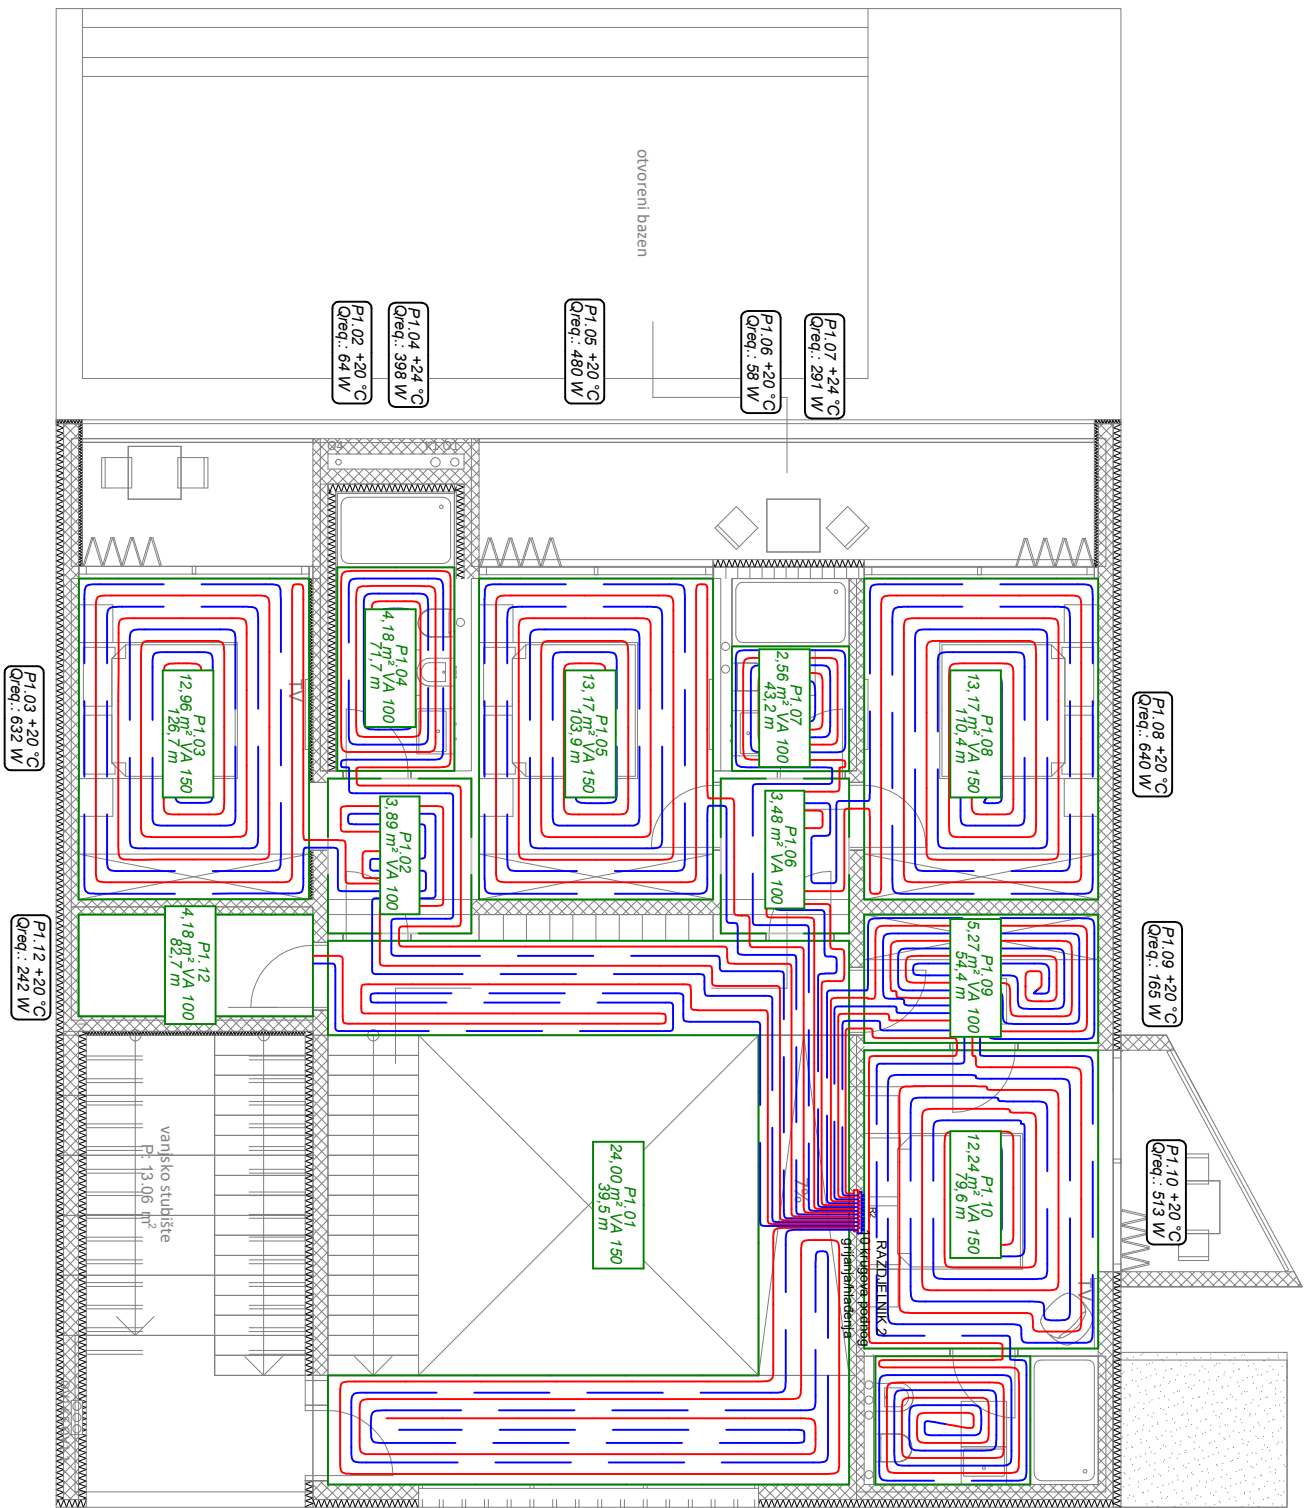 otvoreni bazen
P1.02 +20 °C
Qreq.: 64 W
P1.04 +24 °C
Qreq.: 398 W
P1.05 +20 °C
Qreq.: 480 W
P1.06 +20 °C
Qreq.: 58 W
P1.07 +24 °C
Qreq.: 291 W
P1.03 +20 °C
Qreq.: 632 W
P1.08 +20 °C
Qreq.: 640 W
P1.12 +20 °C
Qreq.: 242 W
P1.09 +20 °C
Qreq.: 165 W
P1.10 +20 °C
Qreq.: 513 W
P1.03
12,96 m² VA 150
126,7 m
P1.04
4,18 m² VA 100
71,7 m
P1.05
13,17 m² VA 150
103,9 m
P1.07
2,56 m² VA 100
43,2 m
P1.08
13,17 m² VA 150
110,4 m
P1.02
3,89 m² VA 100
P1.06
3,48 m² VA 100
P1.12
4,18 m² VA 100
82,7 m
P1.09
5,27 m² VA 100
54,4 m
P1.01
24,00 m² VA 150
39,5 m
P1.10
12,24 m² VA 150
79,6 m
TV
TV
vanjsko stubište
P: 13.06 m²
R2
RAZDJELNIK 2
10 krugova podnog
grijanja/hlađenja